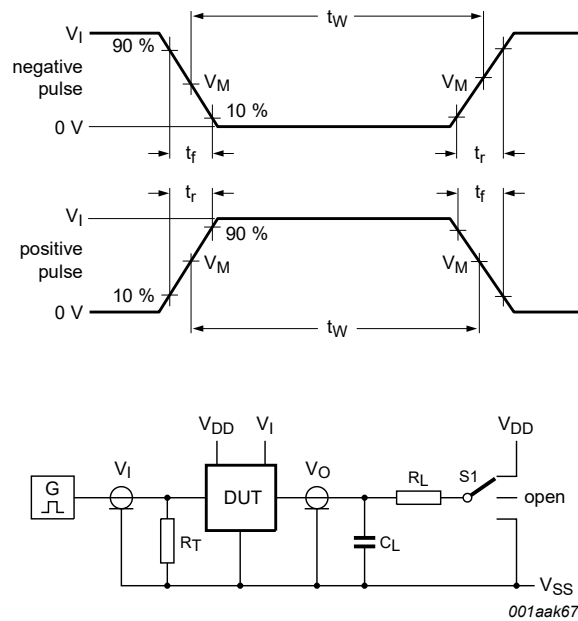 V_I
t_W
90 %
negative
pulse
V_M
V_M
10 %
0 V
t_f
t_r
t_r
t_f
V_I
90 %
positive
pulse
V_M
V_M
10 %
0 V
t_W
V_DD
V_I
V_DD
V_I
V_O
R_L
S1
G
DUT
open
R_T
C_L
V_SS
001aak67